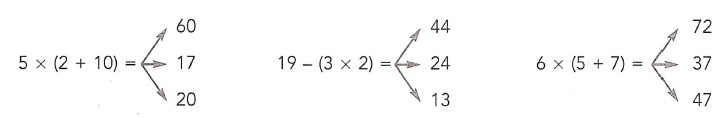 60 44 72
5 × (2 + 10) = 17 19 – (3 × 2) = 24 6 × (5 + 7) = 37
20 13 47